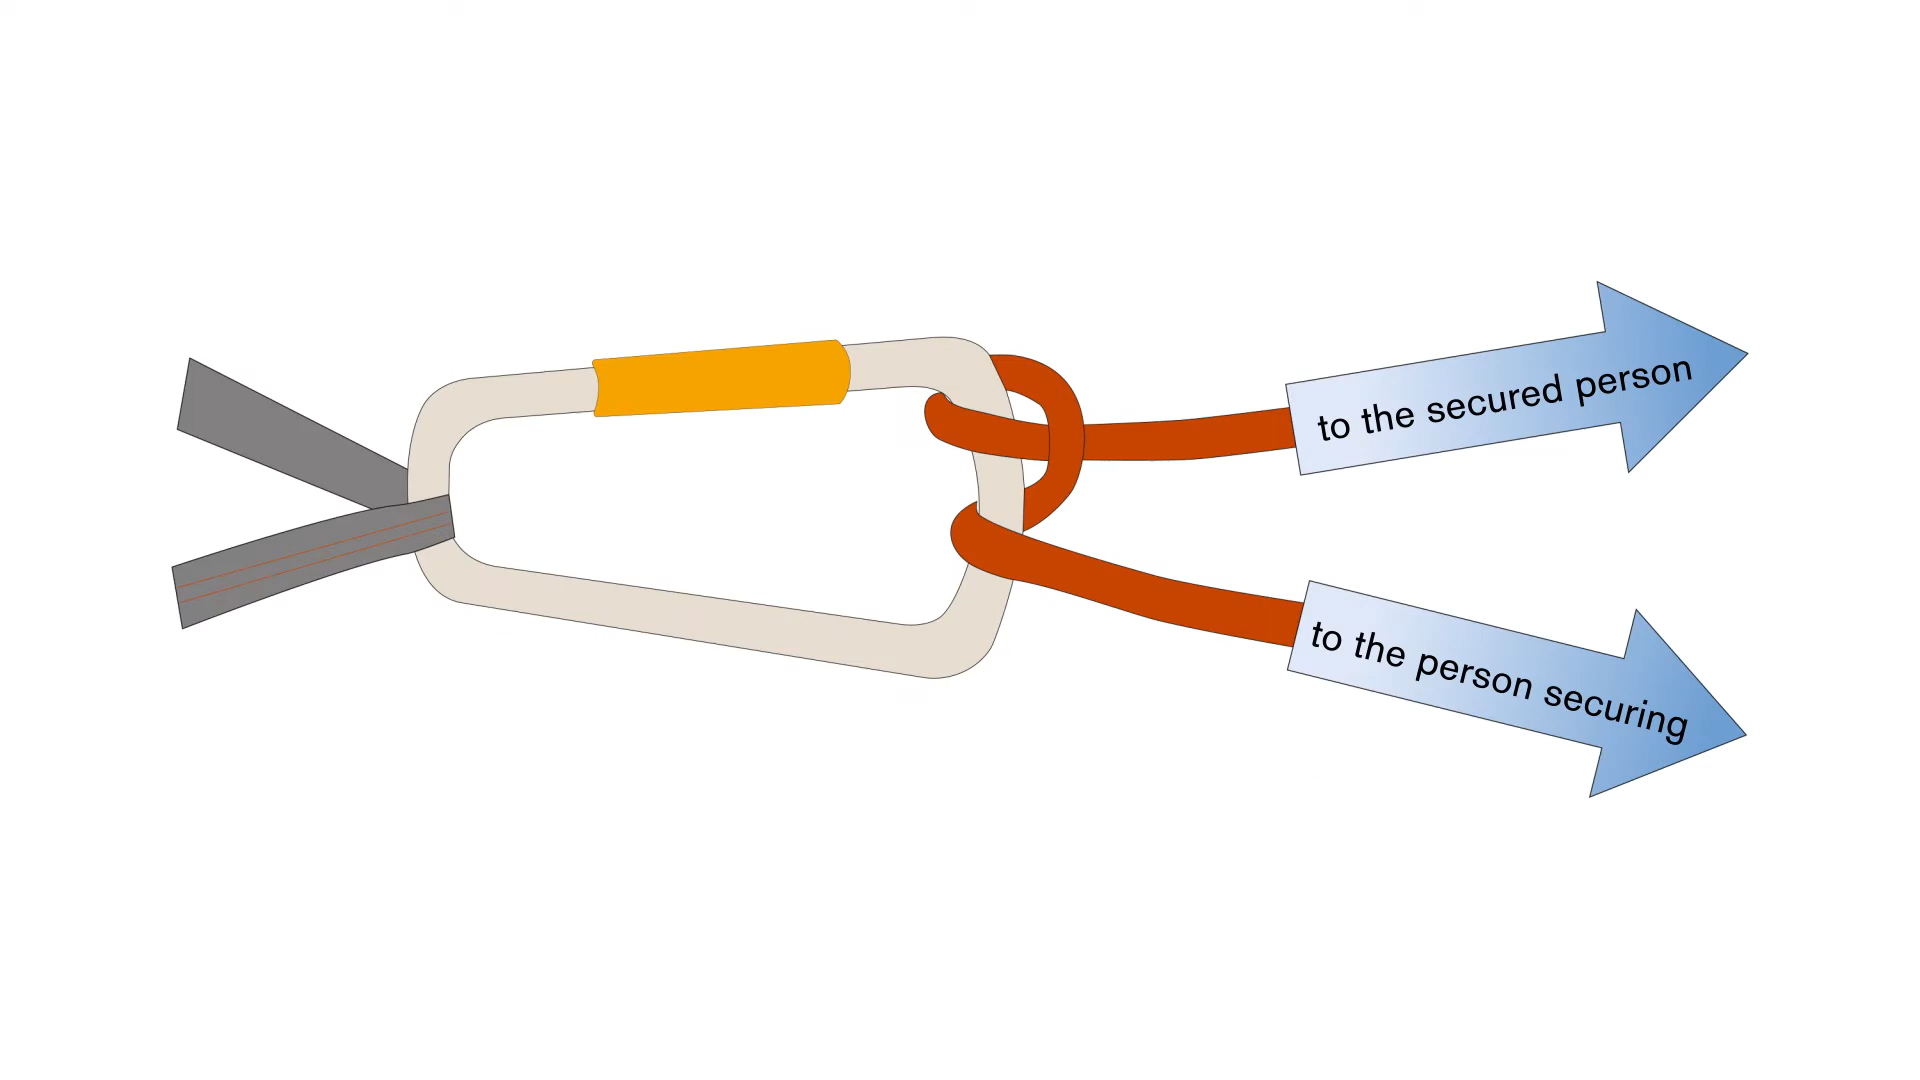 to the secured person
to the person securing